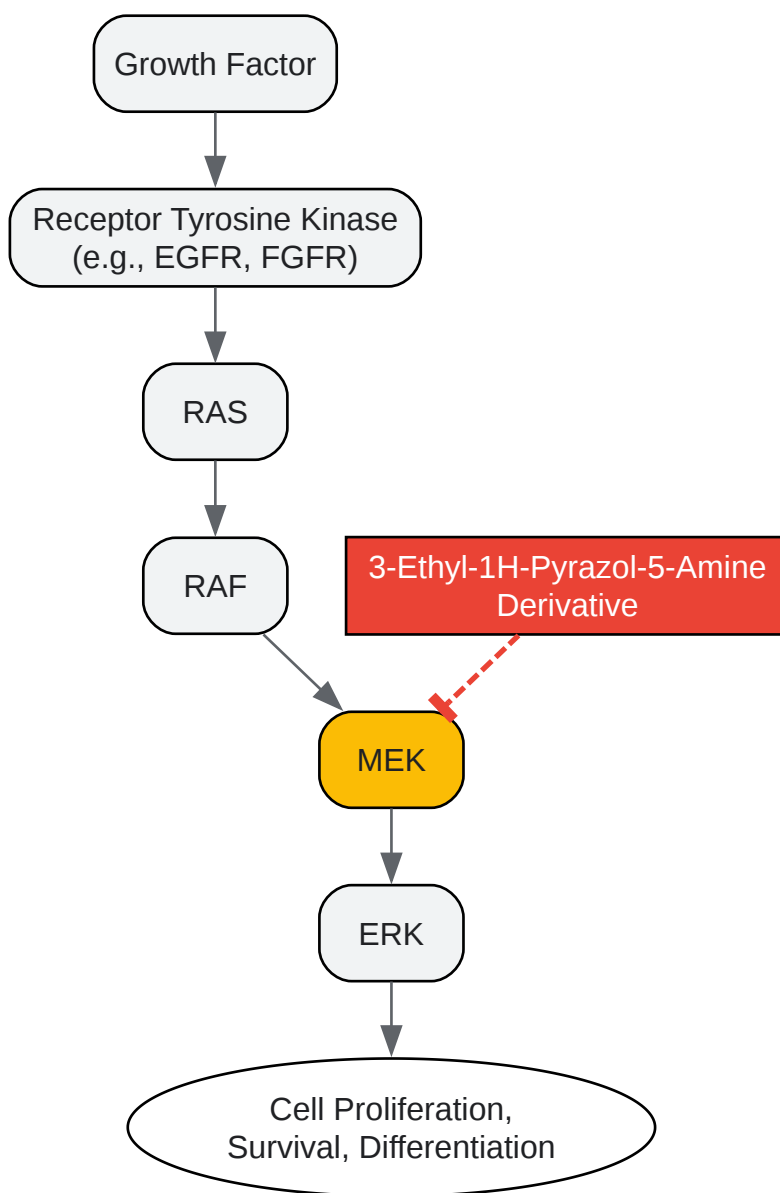 Growth Factor
Receptor Tyrosine Kinase
(e.g., EGFR, FGFR)
RAS
RAF
3-Ethyl-1H-Pyrazol-5-Amine
Derivative
MEK
ERK
Cell Proliferation,
Survival, Differentiation